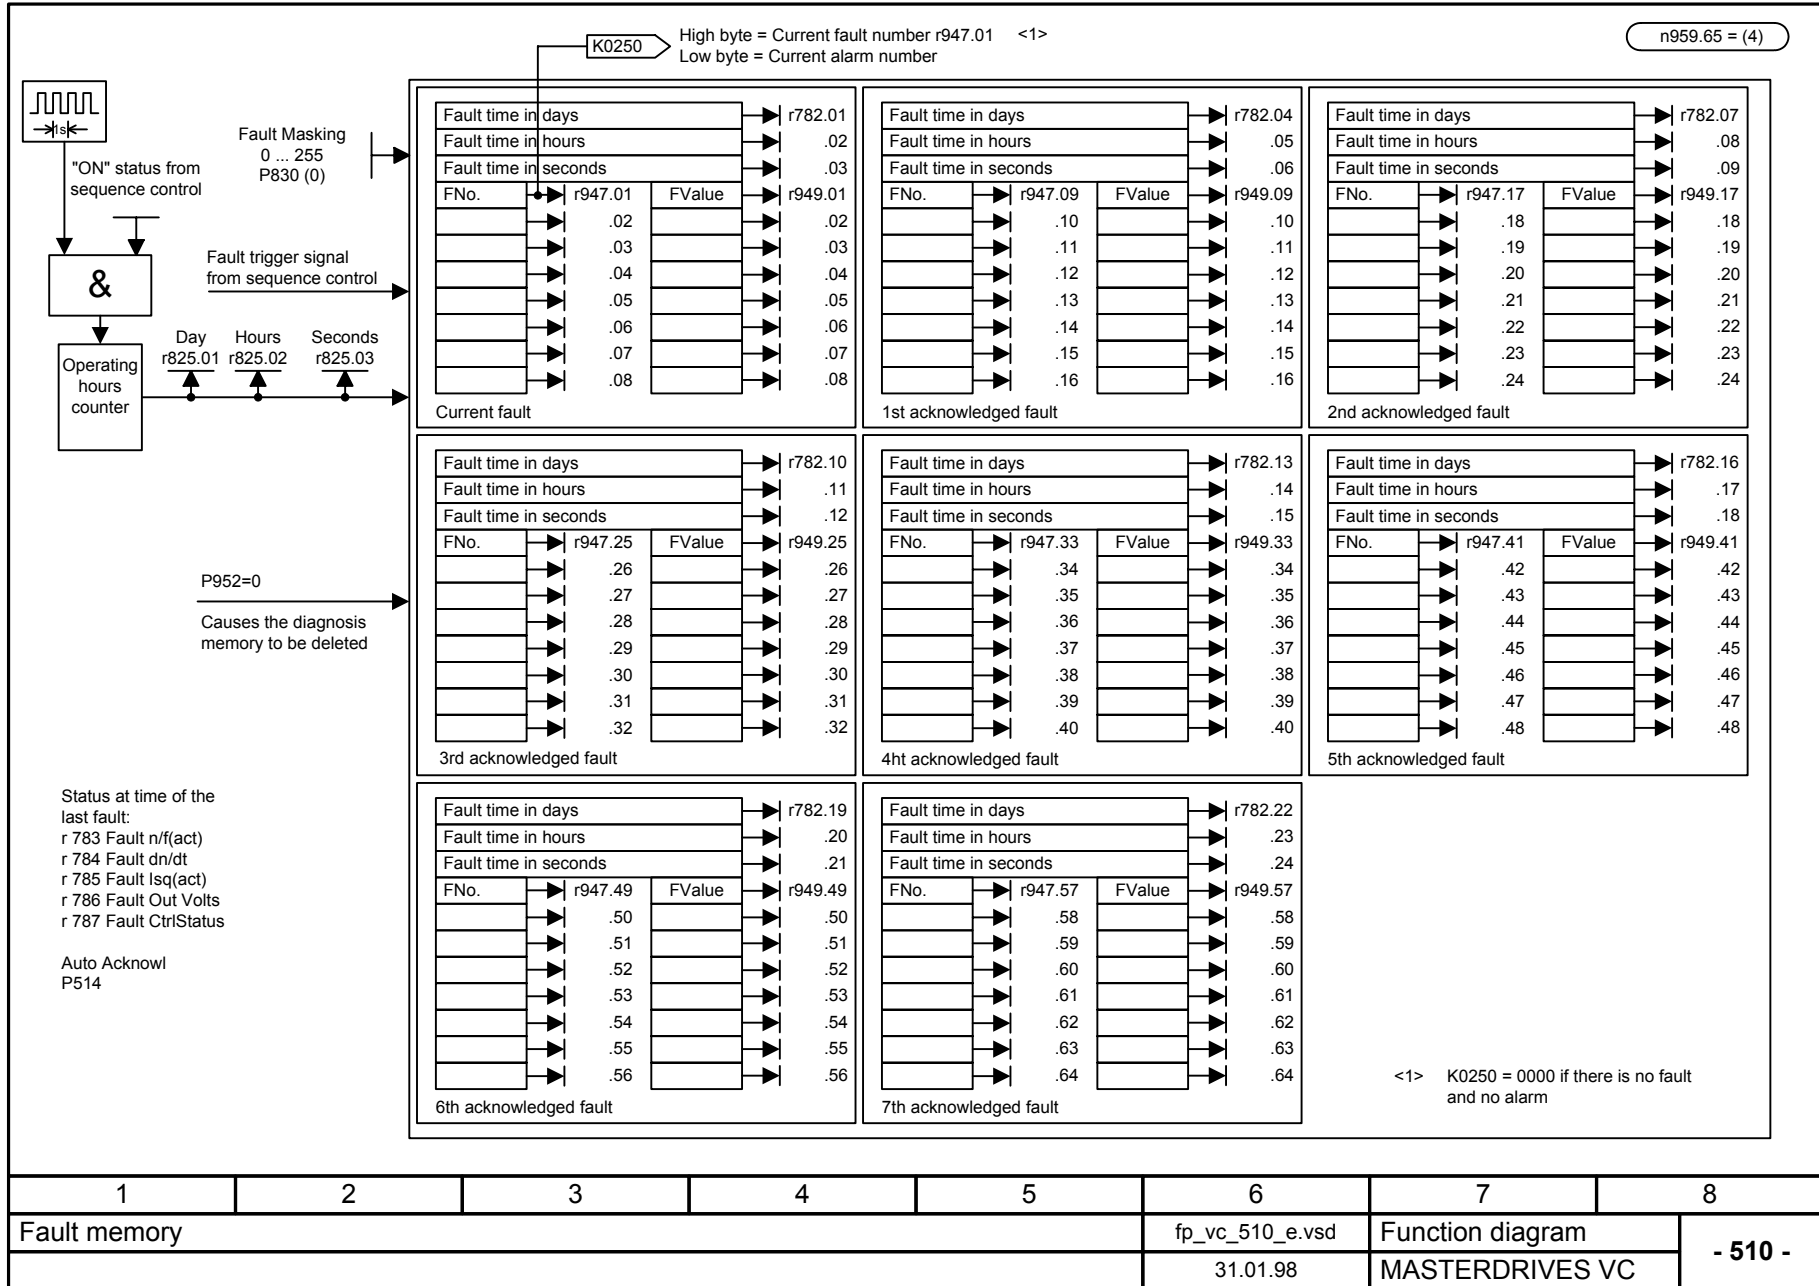 K0250
High byte = Current fault number r947.01 <1>
Low byte = Current alarm number
n959.65 = (4)
1s
"ON" status from
sequence control
Fault Masking
0 ... 255
P830 (0)
&
Fault trigger signal
from sequence control
Operating
hours
counter
Day
r825.01
Hours
r825.02
Seconds
r825.03
P952=0
Causes the diagnosis
memory to be deleted
Status at time of the
last fault:
r 783 Fault n/f(act)
r 784 Fault dn/dt
r 785 Fault Isq(act)
r 786 Fault Out Volts
r 787 Fault CtrlStatus
Auto Acknowl
P514
Fault time in days r782.01
Fault time in hours .02
Fault time in seconds .03
FNo. r947.01 FValue r949.01
.02 .02
.03 .03
.04 .04
.05 .05
.06 .06
.07 .07
.08 .08
Current fault
Fault time in days r782.04
Fault time in hours .05
Fault time in seconds .06
FNo. r947.09 FValue r949.09
.10 .10
.11 .11
.12 .12
.13 .13
.14 .14
.15 .15
.16 .16
1st acknowledged fault
Fault time in days r782.07
Fault time in hours .08
Fault time in seconds .09
FNo. r947.17 FValue r949.17
.18 .18
.19 .19
.20 .20
.21 .21
.22 .22
.23 .23
.24 .24
2nd acknowledged fault
Fault time in days r782.10
Fault time in hours .11
Fault time in seconds .12
FNo. r947.25 FValue r949.25
.26 .26
.27 .27
.28 .28
.29 .29
.30 .30
.31 .31
.32 .32
3rd acknowledged fault
Fault time in days r782.13
Fault time in hours .14
Fault time in seconds .15
FNo. r947.33 FValue r949.33
.34 .34
.35 .35
.36 .36
.37 .37
.38 .38
.39 .39
.40 .40
4ht acknowledged fault
Fault time in days r782.16
Fault time in hours .17
Fault time in seconds .18
FNo. r947.41 FValue r949.41
.42 .42
.43 .43
.44 .44
.45 .45
.46 .46
.47 .47
.48 .48
5th acknowledged fault
Fault time in days r782.19
Fault time in hours .20
Fault time in seconds .21
FNo. r947.49 FValue r949.49
.50 .50
.51 .51
.52 .52
.53 .53
.54 .54
.55 .55
.56 .56
6th acknowledged fault
Fault time in days r782.22
Fault time in hours .23
Fault time in seconds .24
FNo. r947.57 FValue r949.57
.58 .58
.59 .59
.60 .60
.61 .61
.62 .62
.63 .63
.64 .64
7th acknowledged fault
<1> K0250 = 0000 if there is no fault
and no alarm
1 2 3 4 5 6 7 8
Fault memory fp_vc_510_e.vsd Function diagram - 510 -
31.01.98 MASTERDRIVES VC